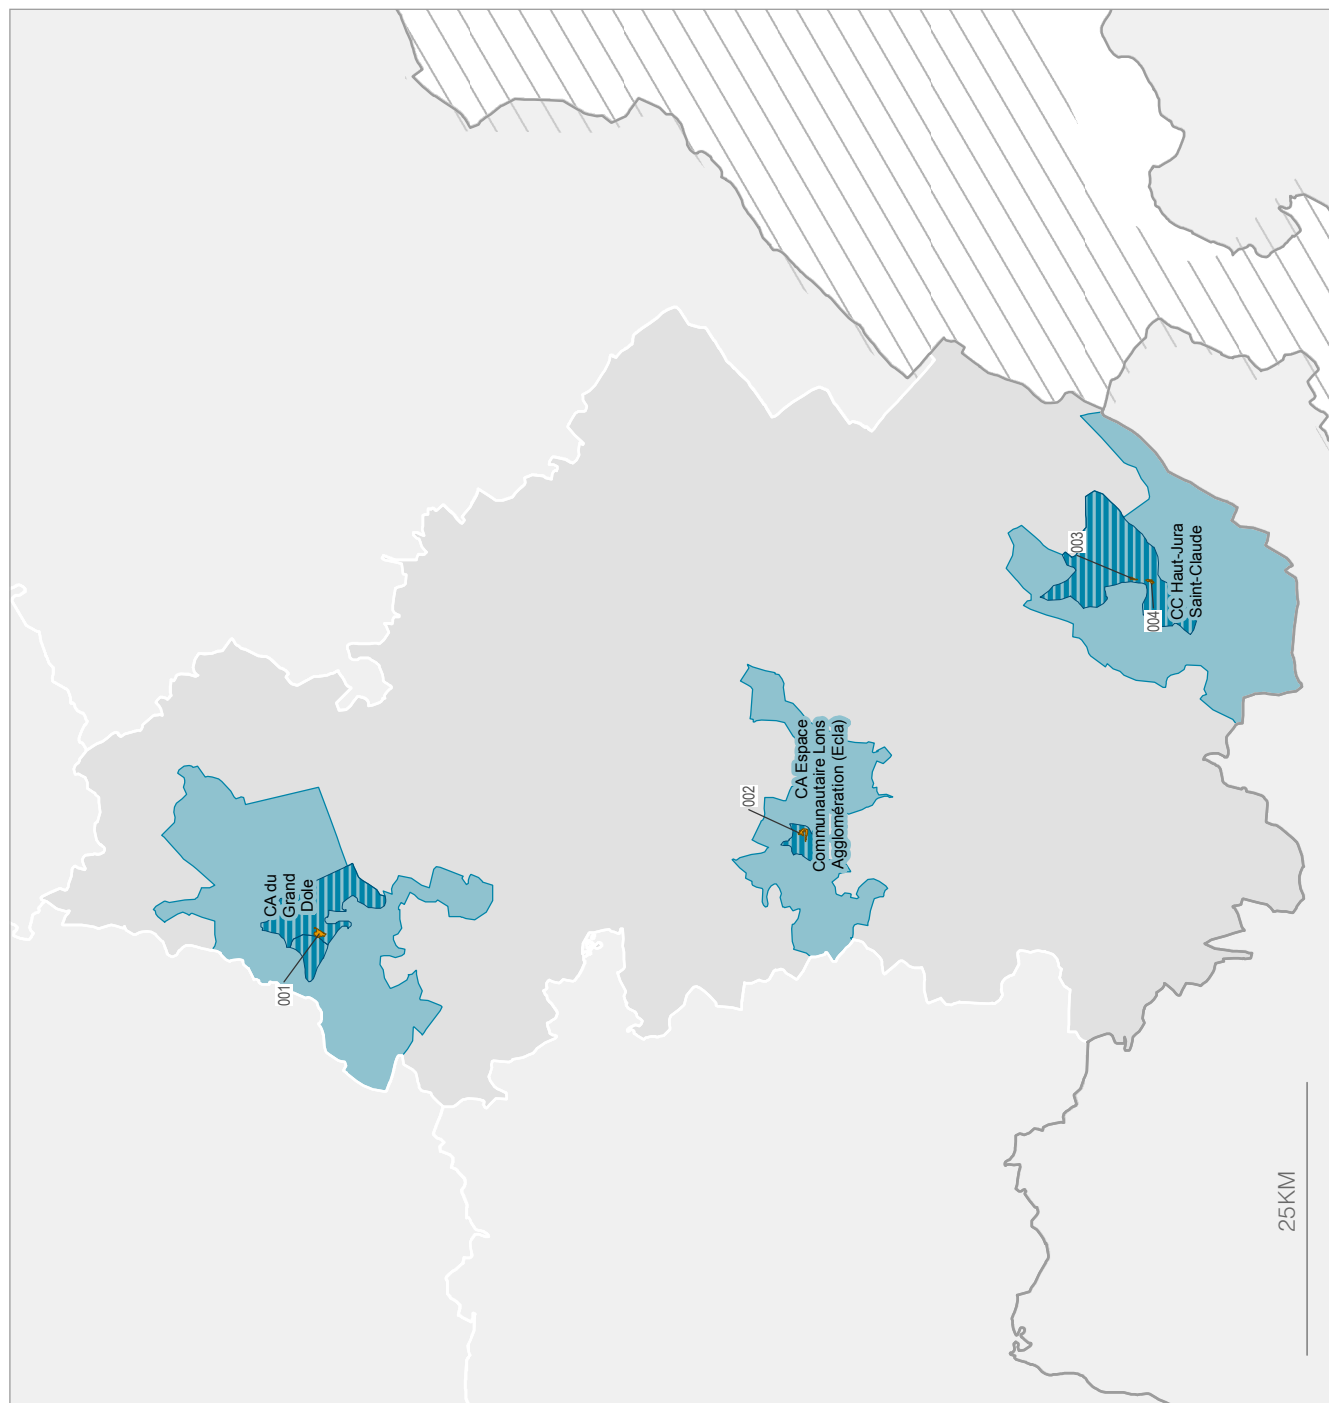 CA du
Grand
Dole
001
002
CA Espace
Communautaire Lons
Agglomération (Ecla)
003
004
CC Haut-Jura
Saint-Claude
25KM